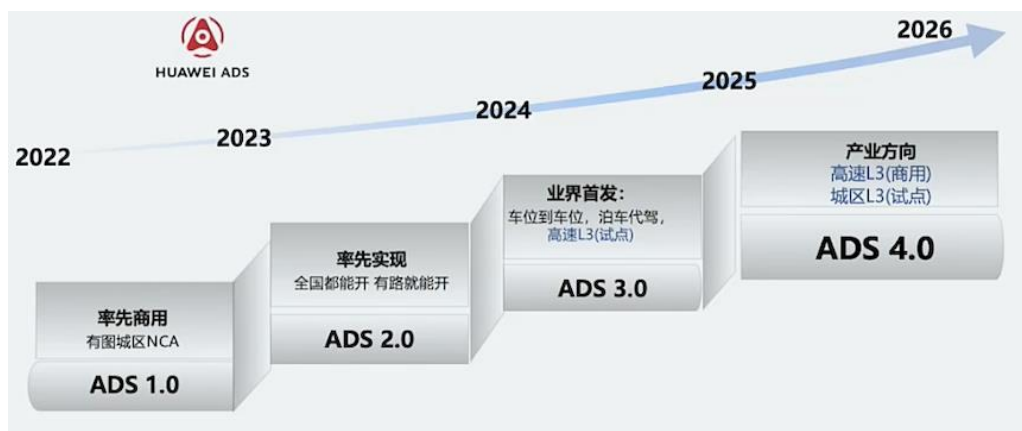 HUAWEI ADS
2022
2023
2024
2025
2026
率先商用
有图城区NCA
ADS 1.0
率先实现
全国都能开 有路就能开
ADS 2.0
业界首发：
车位到车位，泊车代驾，
高速L3(试点)
ADS 3.0
产业方向
高速L3(商用)
城区L3(试点)
ADS 4.0